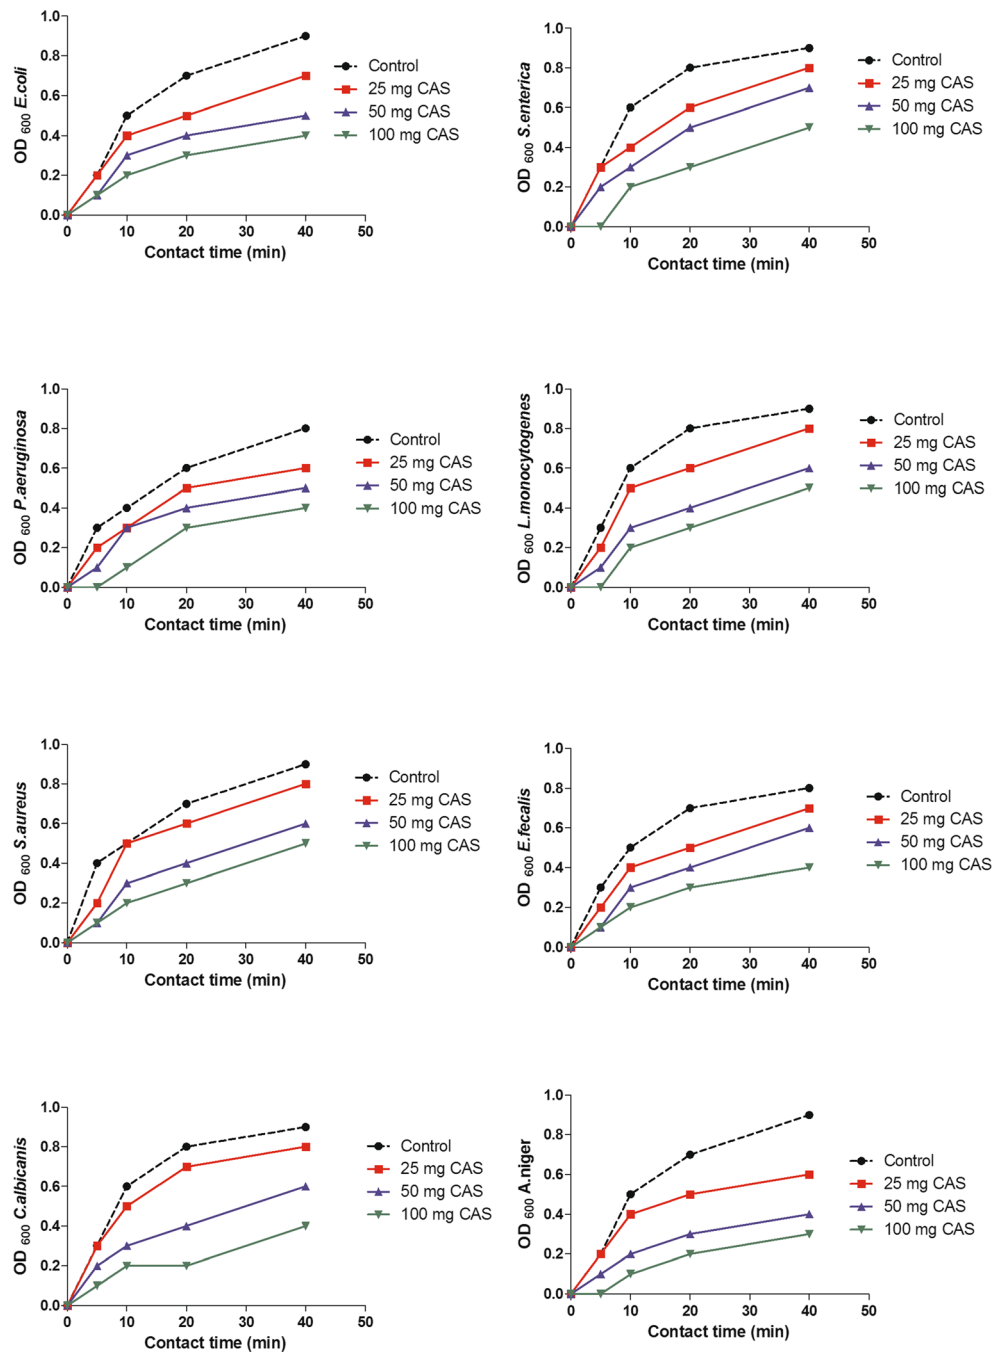 OD 600 E.coli
1.0
0.8
0.6
0.4
0.2
0.0
0 10 20 30 40 50
Contact time (min)
Control
25 mg CAS
50 mg CAS
100 mg CAS
OD 600 S.enterica
1.0
0.8
0.6
0.4
0.2
0.0
0 10 20 30 40 50
Contact time (min)
Control
25 mg CAS
50 mg CAS
100 mg CAS
OD 600 P.aeruginosa
1.0
0.8
0.6
0.4
0.2
0.0
0 10 20 30 40 50
Contact time (min)
Control
25 mg CAS
50 mg CAS
100 mg CAS
OD 600 L.monocytogenes
1.0
0.8
0.6
0.4
0.2
0.0
0 10 20 30 40 50
Contact time (min)
Control
25 mg CAS
50 mg CAS
100 mg CAS
OD 600 S.aureus
1.0
0.8
0.6
0.4
0.2
0.0
0 10 20 30 40 50
Contact time (min)
Control
25 mg CAS
50 mg CAS
100 mg CAS
OD 600 E.fecalis
1.0
0.8
0.6
0.4
0.2
0.0
0 10 20 30 40 50
Contact time (min)
Control
25 mg CAS
50 mg CAS
100 mg CAS
OD 600 C.albicanis
1.0
0.8
0.6
0.4
0.2
0.0
0 10 20 30 40 50
Contact time (min)
Control
25 mg CAS
50 mg CAS
100 mg CAS
OD 600 A.niger
1.0
0.8
0.6
0.4
0.2
0.0
0 10 20 30 40 50
Contact time (min)
Control
25 mg CAS
50 mg CAS
100 mg CAS